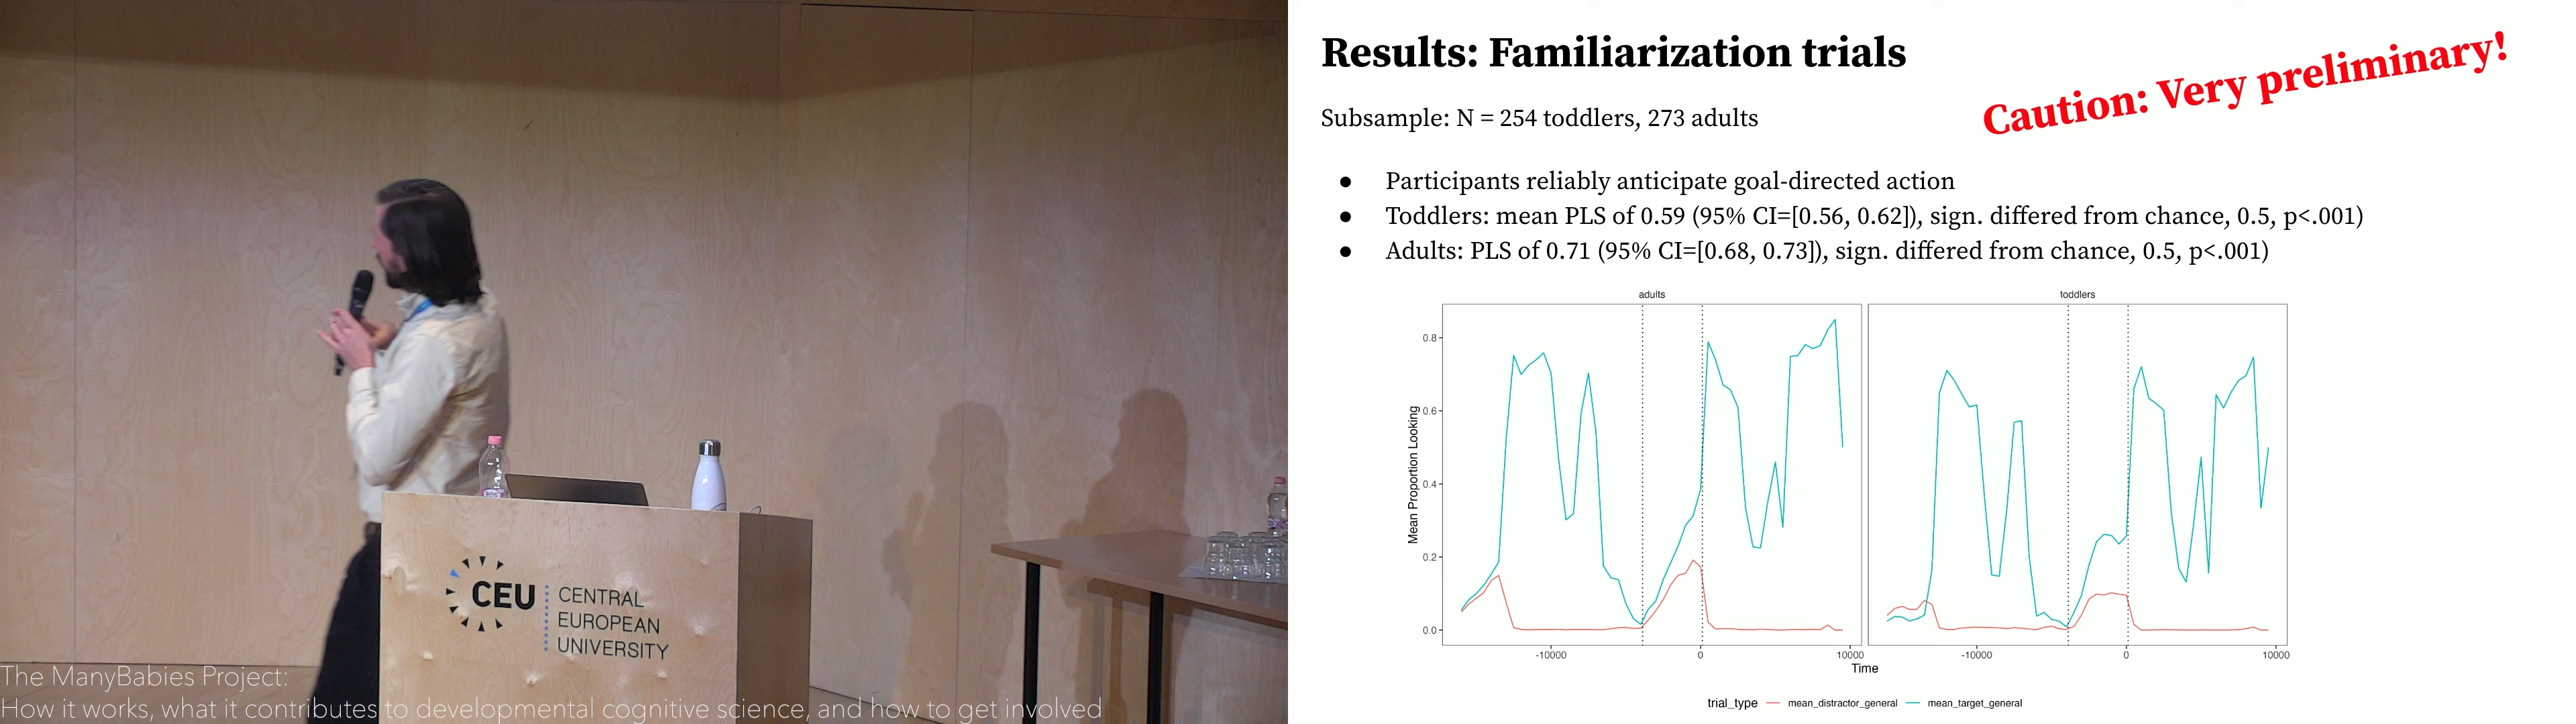 CEU
CENTRAL
EUROPEAN
UNIVERSITY
The ManyBabies Project:
How it works, what it contributes to developmental cognitive science, and how to get involved
Results: Familiarization trials
Caution: Very preliminary!
Subsample: N = 254 toddlers, 273 adults
● Participants reliably anticipate goal-directed action
● Toddlers: mean PLS of 0.59 (95% CI=[0.56, 0.62]), sign. differed from chance, 0.5, p<.001)
● Adults: PLS of 0.71 (95% CI=[0.68, 0.73]), sign. differed from chance, 0.5, p<.001)
adults
toddlers
Mean Proportion Looking
0.8
0.6
0.4
0.2
0.0
-10000 0 10000
-10000 0 10000
Time
trial_type mean_distractor_general mean_target_general